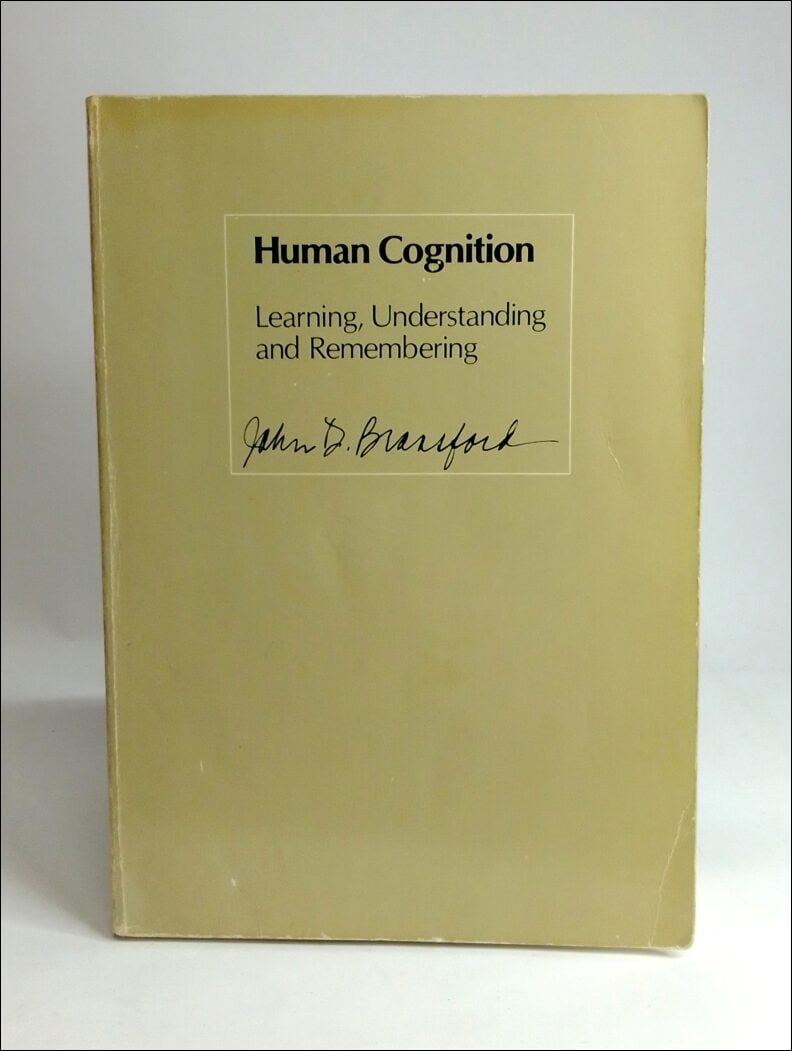 Human Cognition
Learning, Understanding
and Remembering
John D. Bransford